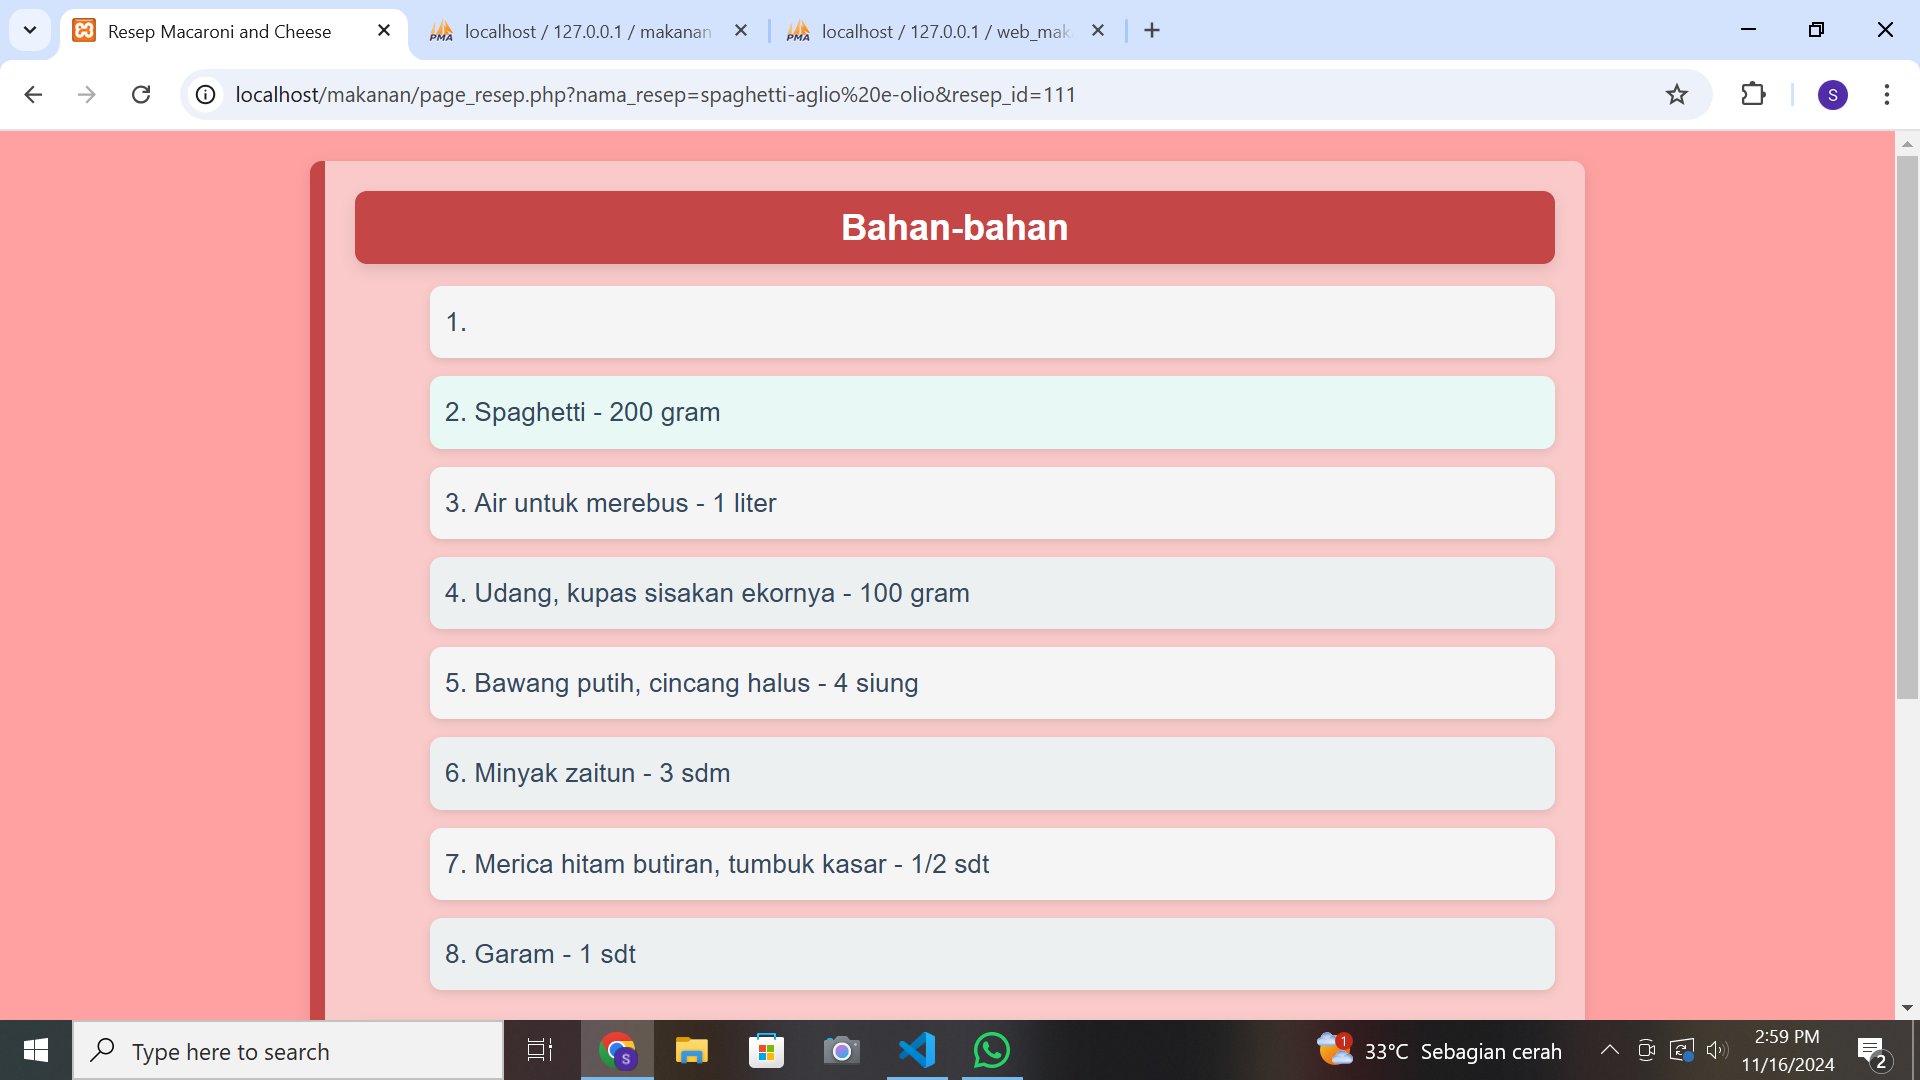 Resep Macaroni and Cheese
localhost / 127.0.0.1 / makanan
localhost / 127.0.0.1 / web_mak
localhost/makanan/page_resep.php?nama_resep=spaghetti-aglio%20e-olio&resep_id=111
S
Bahan-bahan
1.
2. Spaghetti - 200 gram
3. Air untuk merebus - 1 liter
4. Udang, kupas sisakan ekornya - 100 gram
5. Bawang putih, cincang halus - 4 siung
6. Minyak zaitun - 3 sdm
7. Merica hitam butiran, tumbuk kasar - 1/2 sdt
8. Garam - 1 sdt
Type here to search
S
1
33°C Sebagian cerah
2:59 PM
11/16/2024
2